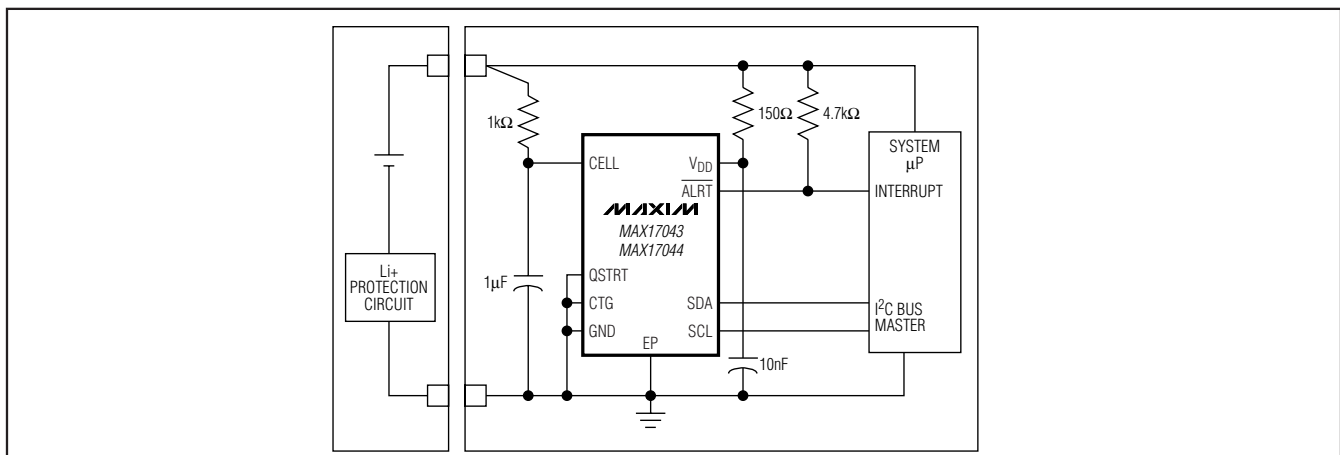 1kΩ
150Ω
4.7kΩ
SYSTEM
µP
CELL
VDD
ALRT
INTERRUPT
MAXIM
MAX17043
MAX17044
Li+
PROTECTION
CIRCUIT
1µF
QSTRT
CTG
GND
EP
SDA
SCL
I²C BUS
MASTER
10nF